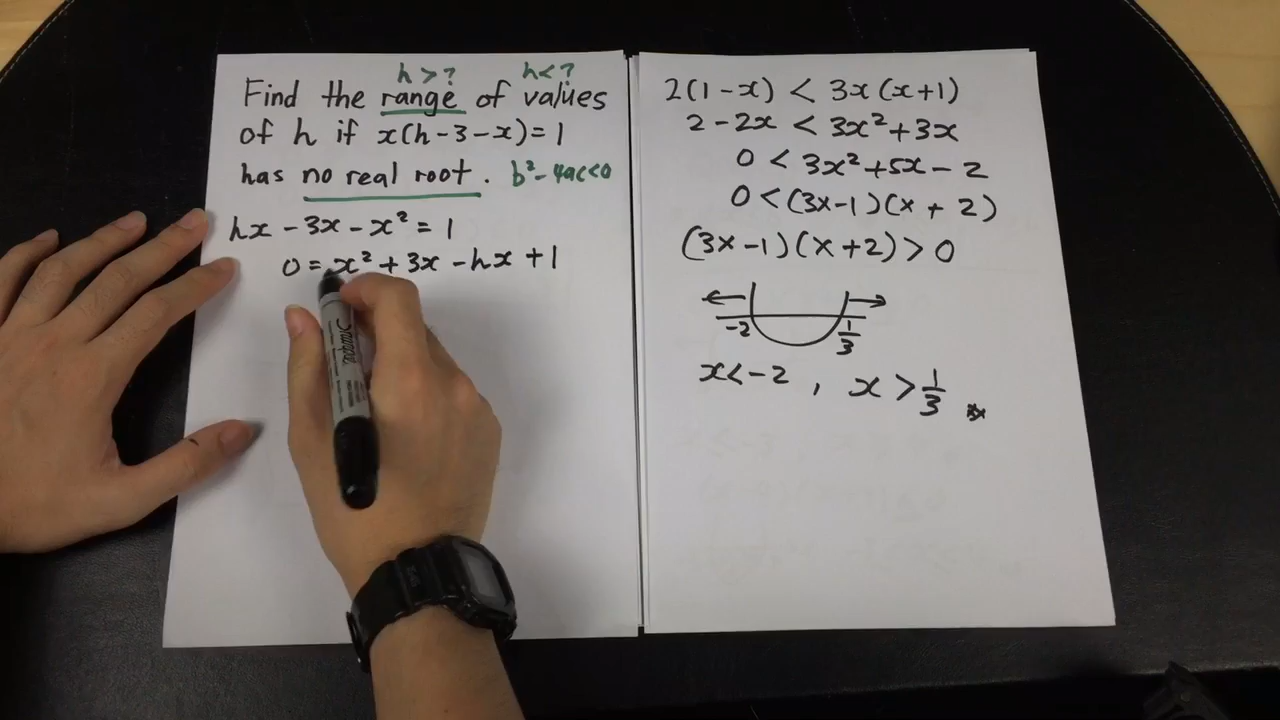 h > ? h < ?
Find the range of values
of h if x(h - 3 - x) = 1
has no real root. b² - 4ac < 0
hx - 3x - x² = 1
0 = x² + 3x - hx + 1
2(1 - x) < 3x(x + 1)
2 - 2x < 3x² + 3x
0 < 3x² + 5x - 2
0 < (3x - 1)(x + 2)
(3x - 1)(x + 2) > 0
-2 1/3
x < -2 , x > 1/3